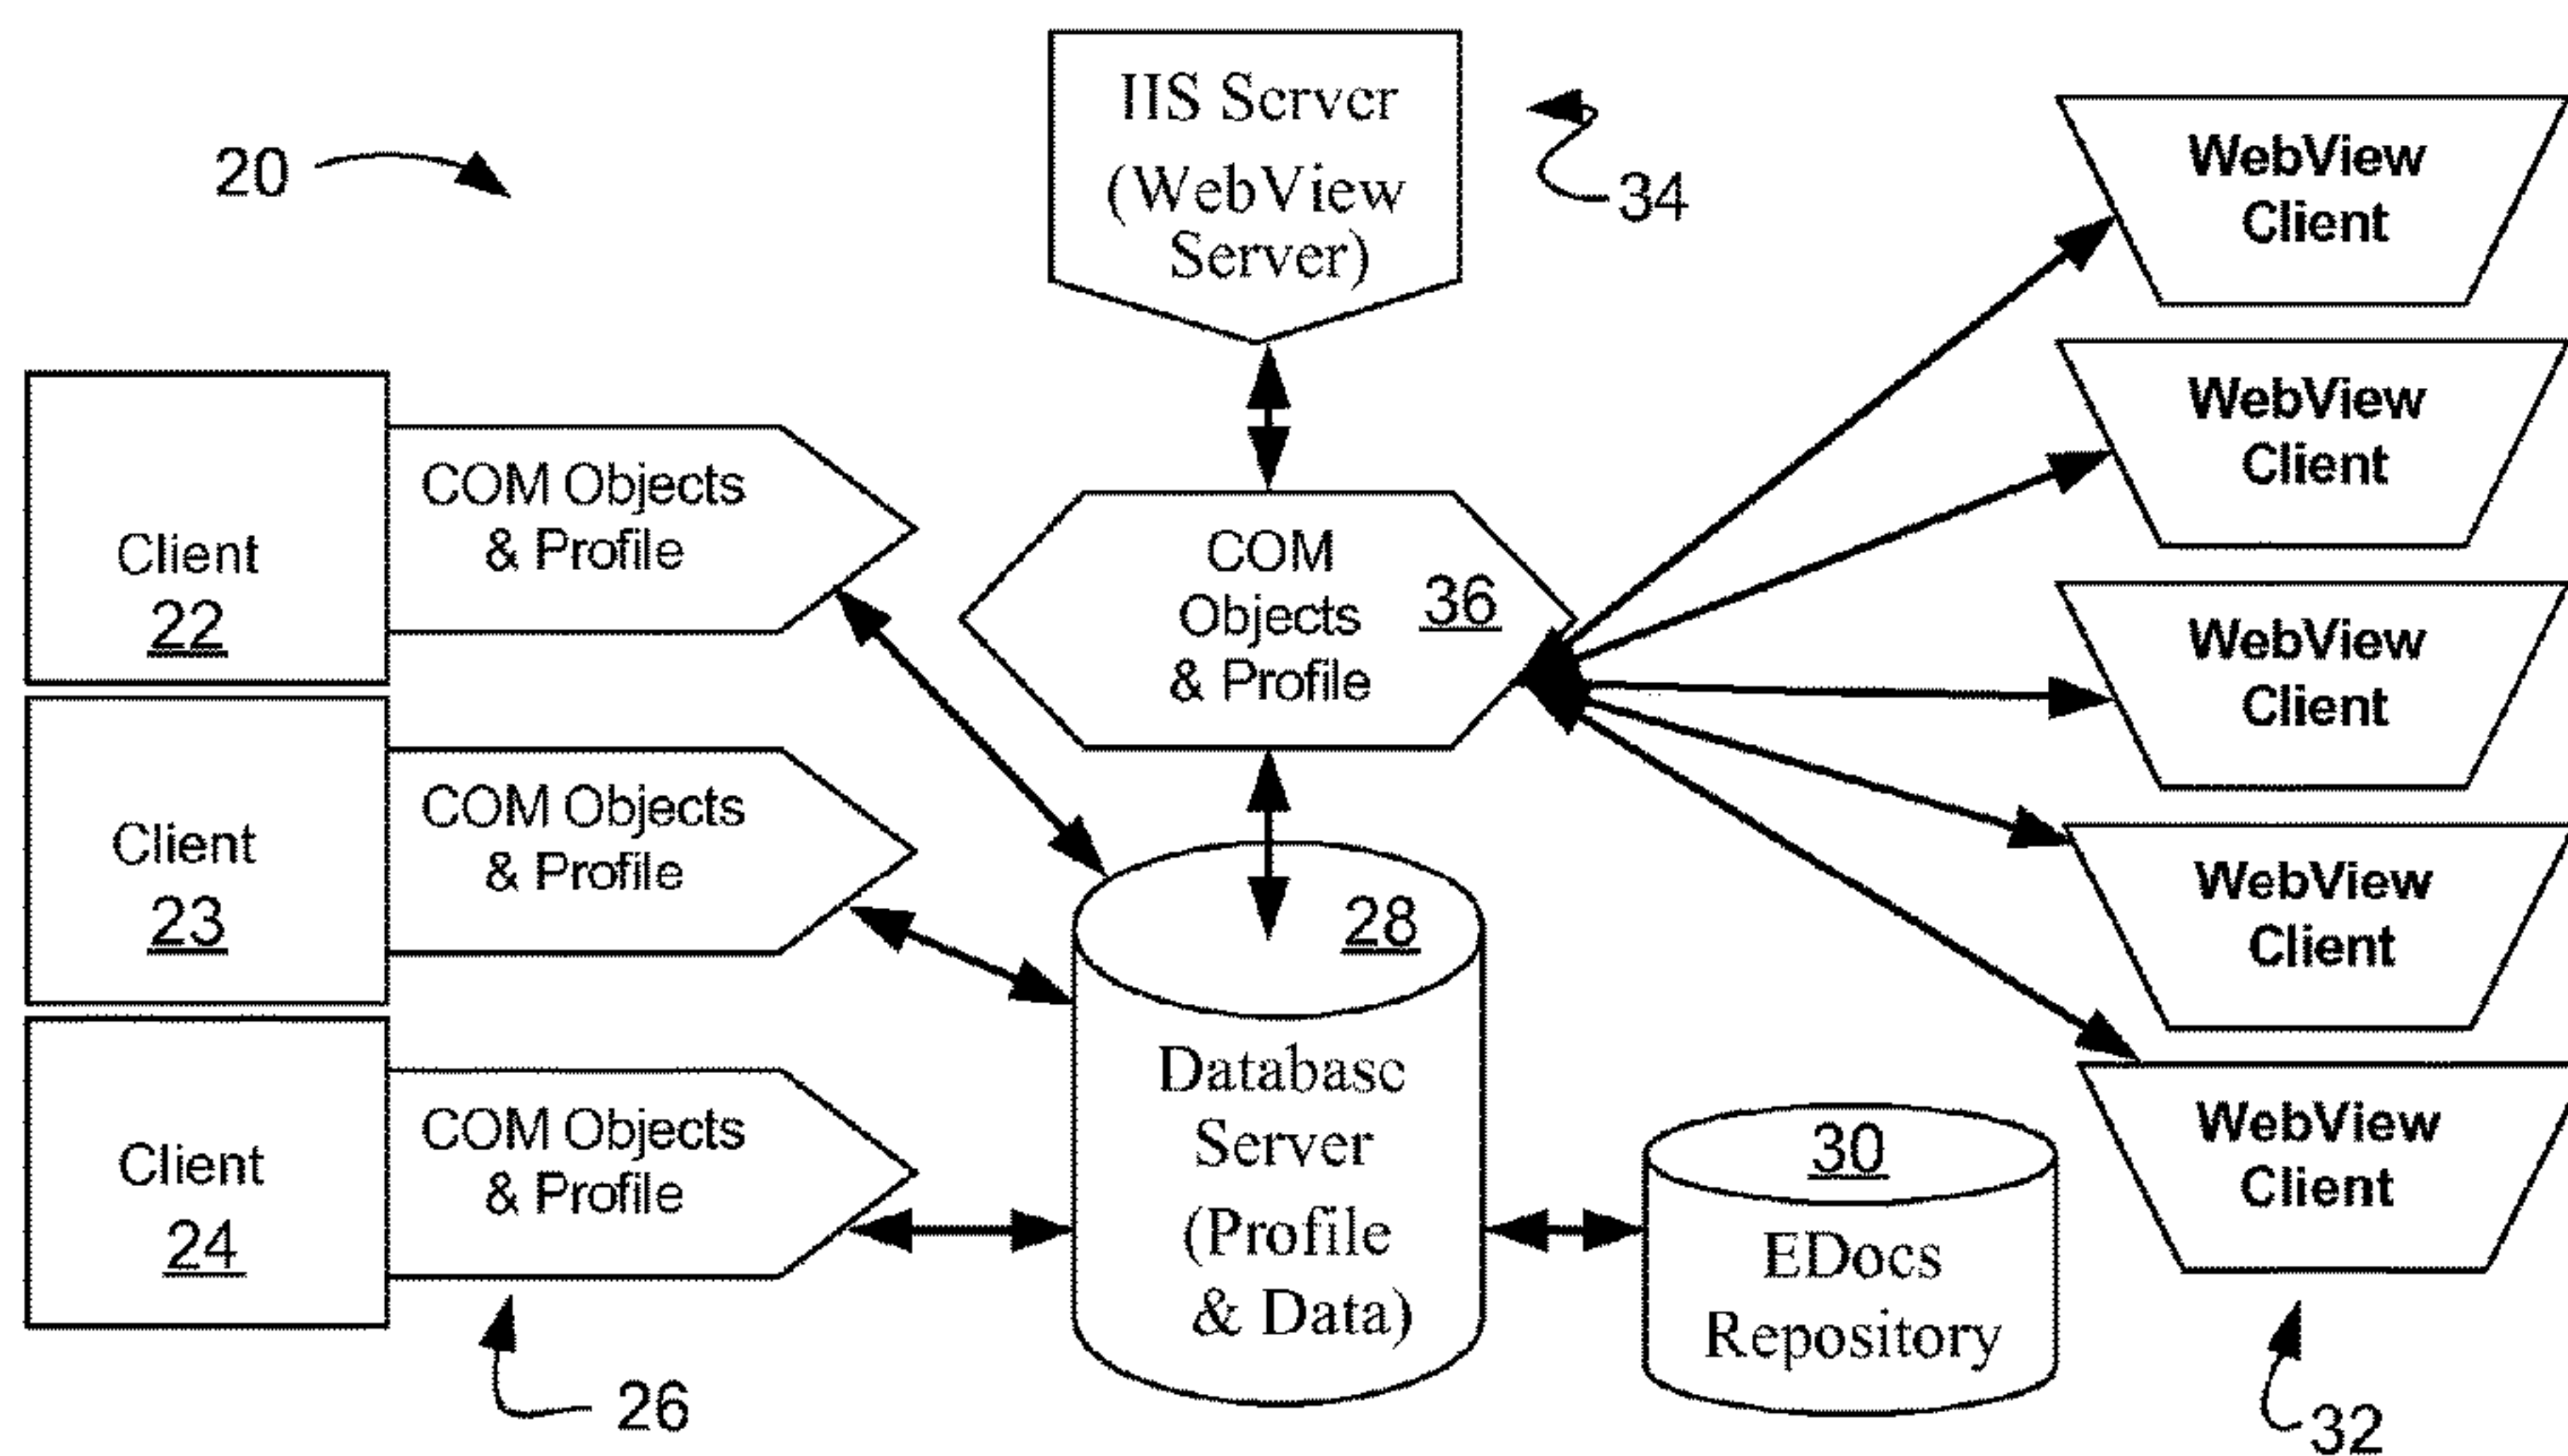 20
IIS Server
(WebView
Server)
34
WebView
Client
WebView
Client
WebView
Client
WebView
Client
WebView
Client
32
Client
22
COM Objects
& Profile
Client
23
COM Objects
& Profile
Client
24
COM Objects
& Profile
26
COM
Objects
& Profile
36
28
Database
Server
(Profile
& Data)
30
EDocs
Repository